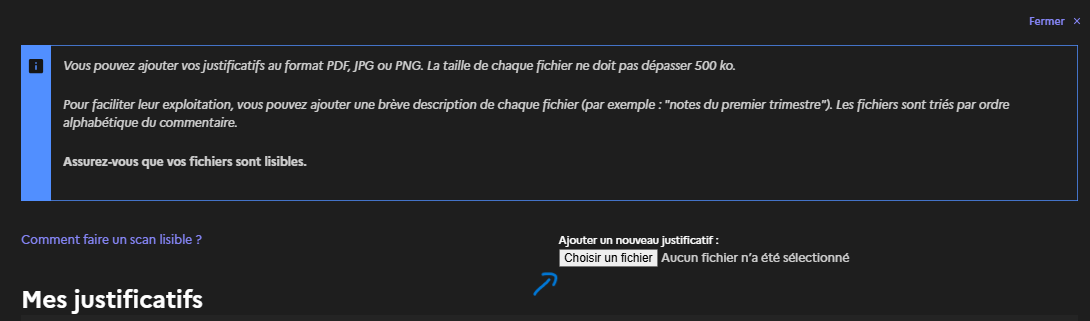 Fermer ×
Vous pouvez ajouter vos justificatifs au format PDF, JPG ou PNG. La taille de chaque fichier ne doit pas dépasser 500 ko.
Pour faciliter leur exploitation, vous pouvez ajouter une brève description de chaque fichier (par exemple : "notes du premier trimestre"). Les fichiers sont triés par ordre
alphabétique du commentaire.
Assurez-vous que vos fichiers sont lisibles.
Comment faire un scan lisible ?
Ajouter un nouveau justificatif :
Choisir un fichier Aucun fichier n’a été sélectionné
Mes justificatifs